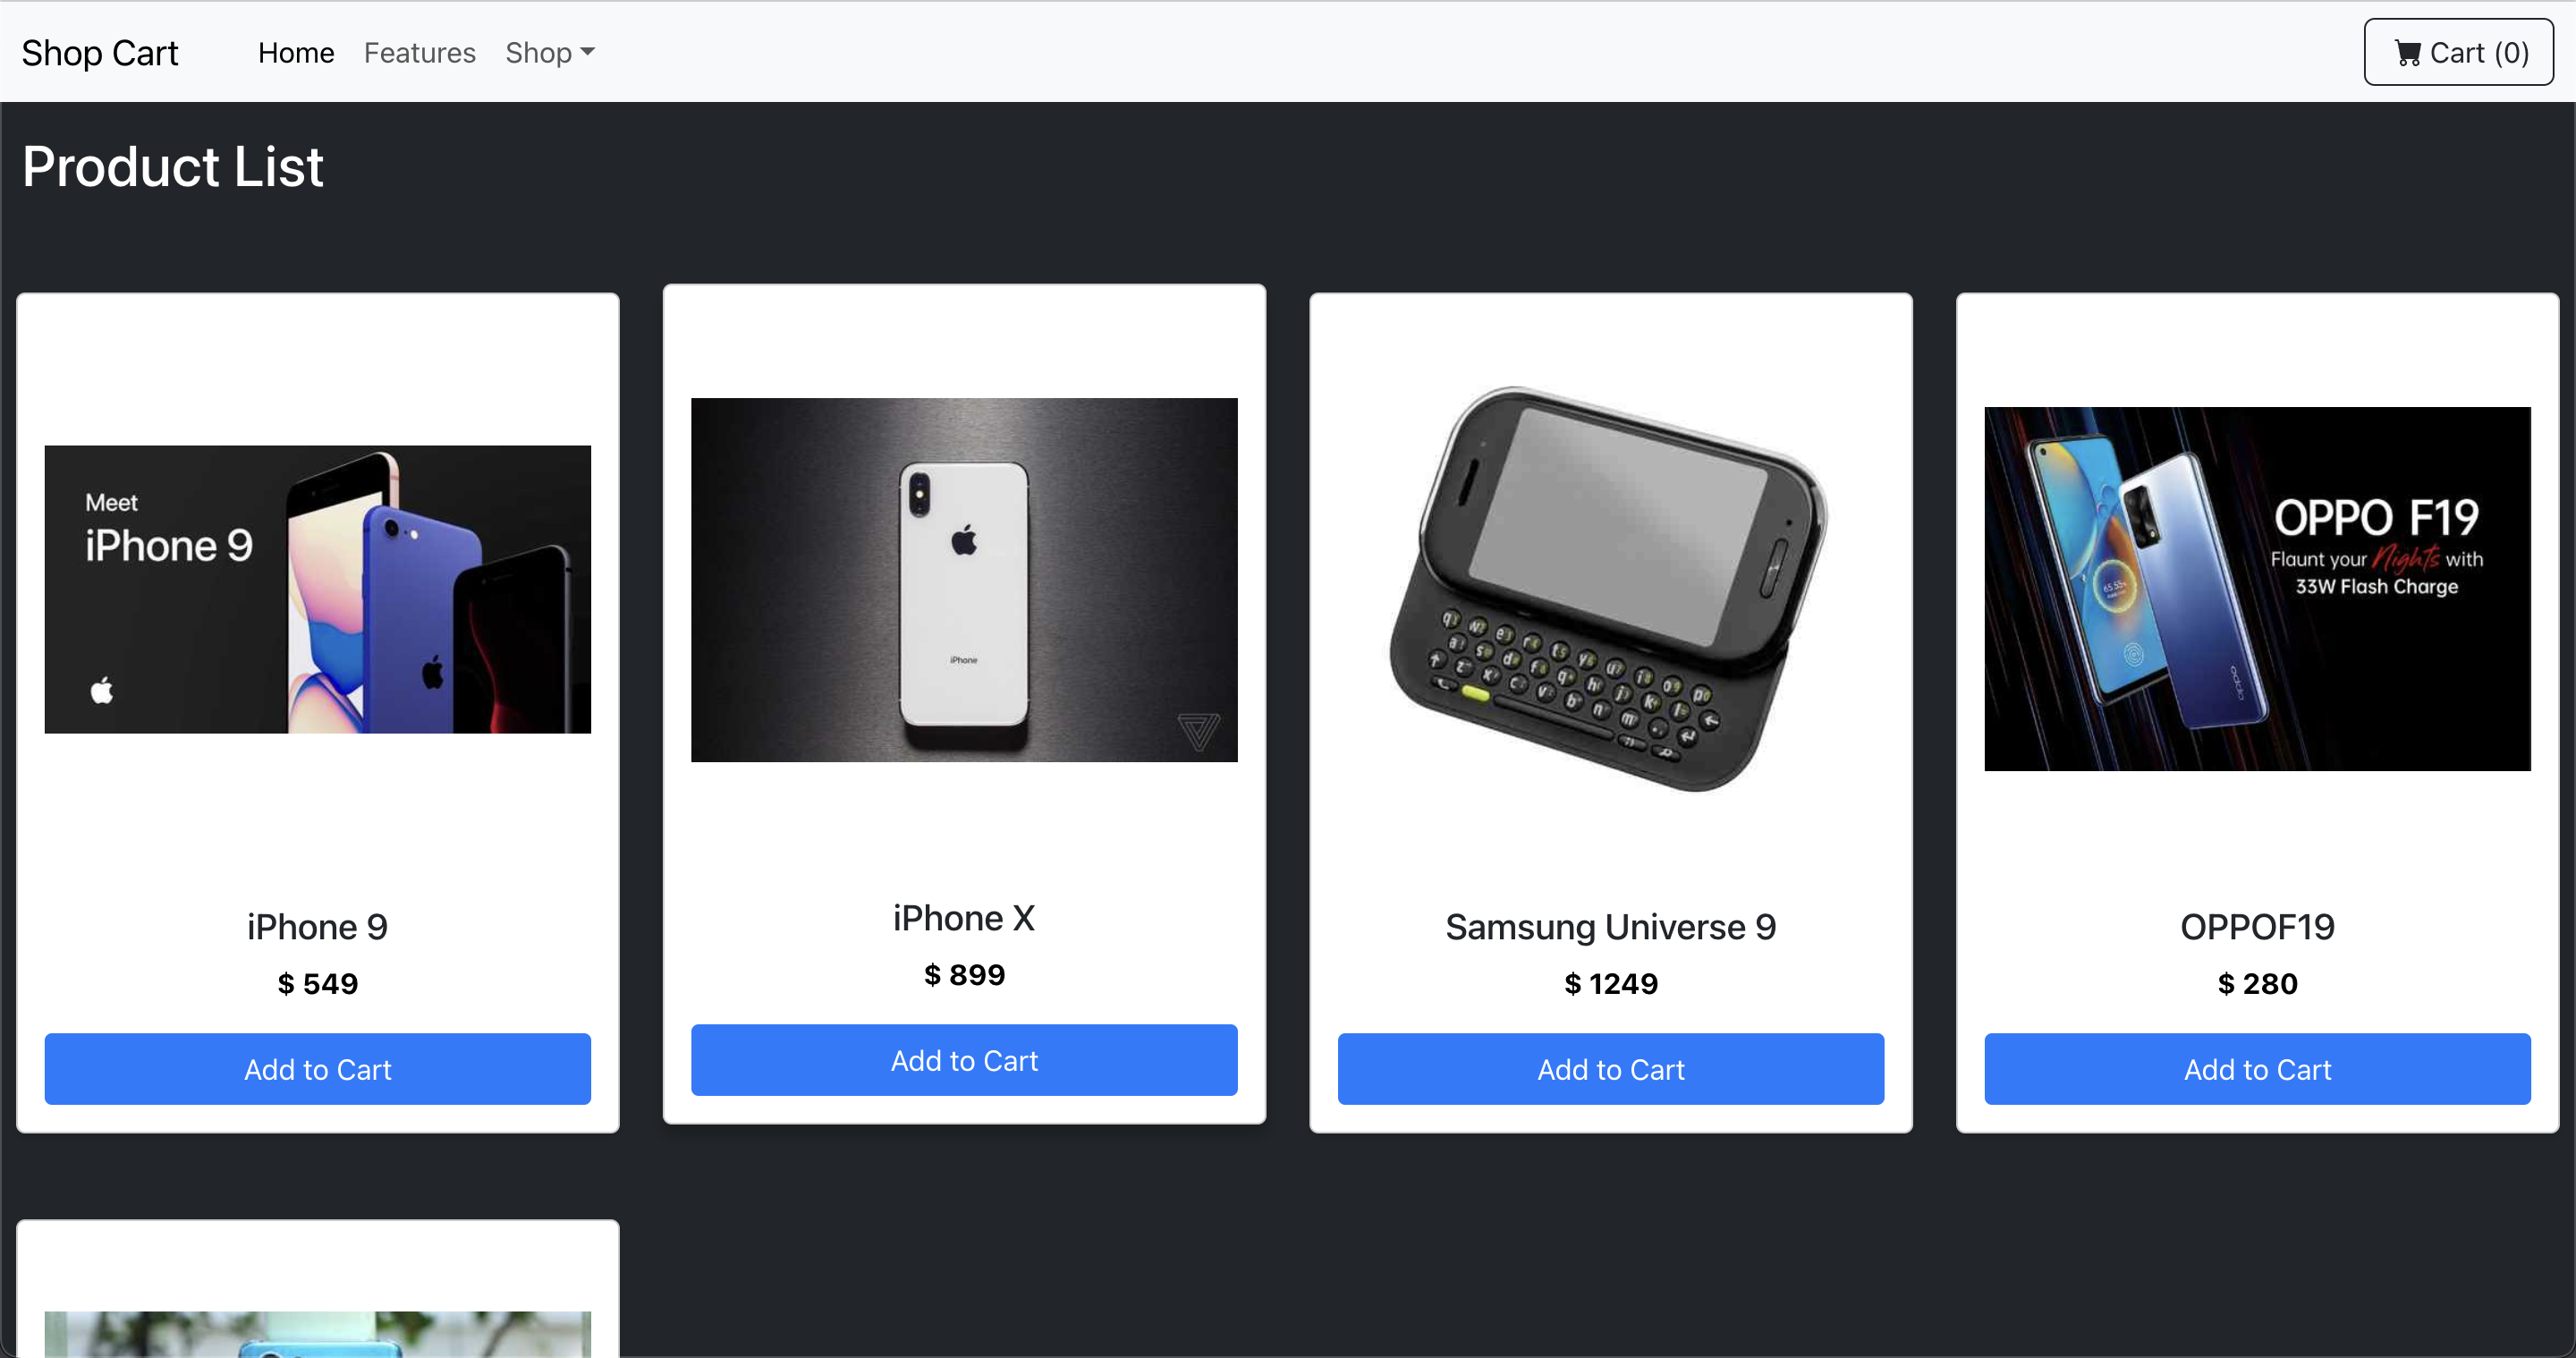 Shop Cart
Home
Features
Shop
Cart (0)
Product List
Meet
iPhone 9
iPhone
OPPO F19
Flaunt your Nights with
33W Flash Charge
oppo
iPhone 9
$ 549
Add to Cart
iPhone X
$ 899
Add to Cart
Samsung Universe 9
$ 1249
Add to Cart
OPPOF19
$ 280
Add to Cart